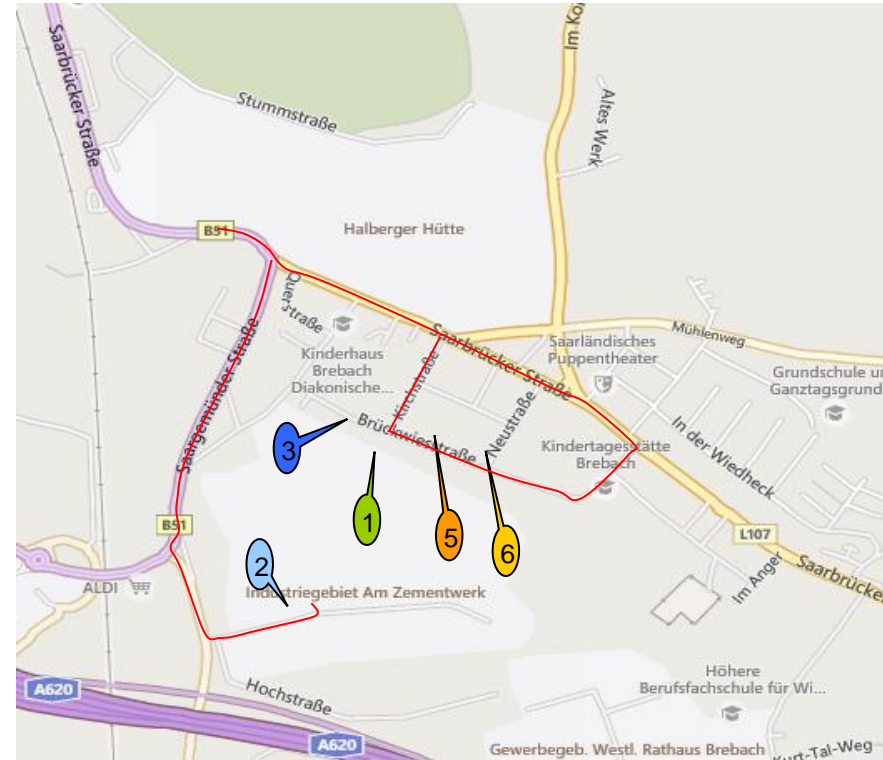 Saarbrücker Straße
Im Kor
Stummstraße
Altes Werk
B51
Halberger Hütte
Querstraße
Saarbrücker Straße
Mühlenweg
Saarländisches
Puppentheater
Kinderhaus
Brebach
Diakonische...
Kirchstraße
Grundschule un
Ganztagsgrund
Saargemünder Straße
Brückwiesstraße
Neustraße
Kindertagesstätte
Brebach
In der Wiedheck
3
1
5
6
2
B51
L107
Saarbrücker
Im Anger
ALDI
Industriegebiet Am Zementwerk
Hochstraße
Höhere
Berufsfachschule für Wi...
A620
A620
Gewerbegeb. Westl. Rathaus Brebach
Kurt-Tal-Weg